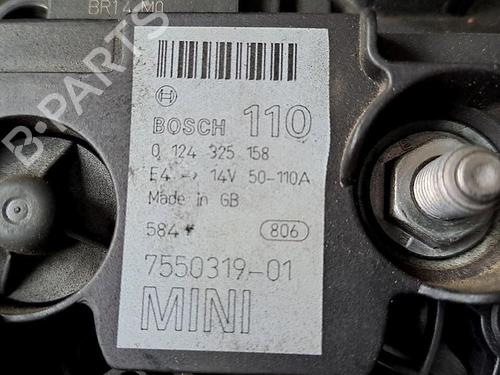 BR14 M0
BOSCH 110
0 124 325 158
E4 → 14V 50-110A
Made in GB
584* 806
7550319-01
MINI
B-PARTS